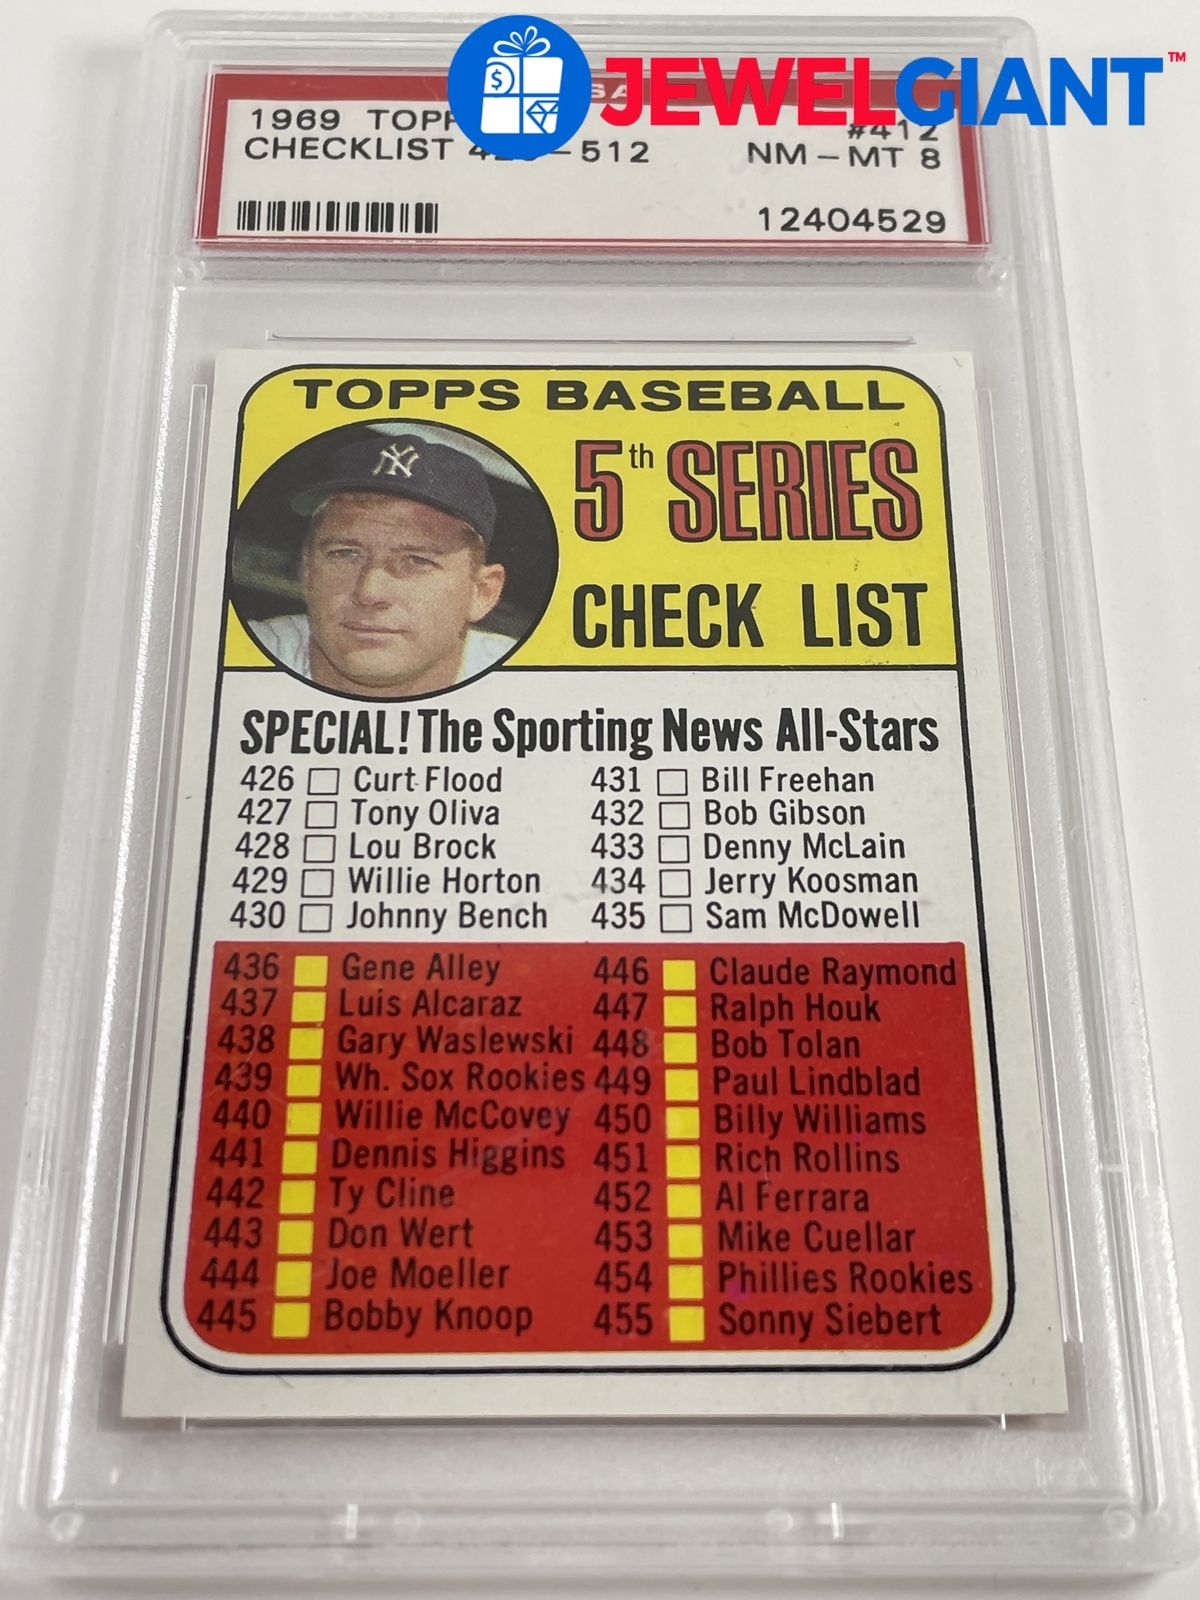 JEWELGIANT™
$
SA
1969 TOPP
#412
CHECKLIST 4 -512
NM-MT 8
12404529
TOPPS BASEBALL
NY
5th SERIES
CHECK LIST
SPECIAL! The Sporting News All-Stars
426 Curt Flood
427 Tony Oliva
428 Lou Brock
429 Willie Horton
430 Johnny Bench
431 Bill Freehan
432 Bob Gibson
433 Denny McLain
434 Jerry Koosman
435 Sam McDowell
436 Gene Alley
437 Luis Alcaraz
438 Gary Waslewski
439 Wh. Sox Rookies
440 Willie McCovey
441 Dennis Higgins
442 Ty Cline
443 Don Wert
444 Joe Moeller
445 Bobby Knoop
446 Claude Raymond
447 Ralph Houk
448 Bob Tolan
449 Paul Lindblad
450 Billy Williams
451 Rich Rollins
452 Al Ferrara
453 Mike Cuellar
454 Phillies Rookies
455 Sonny Siebert